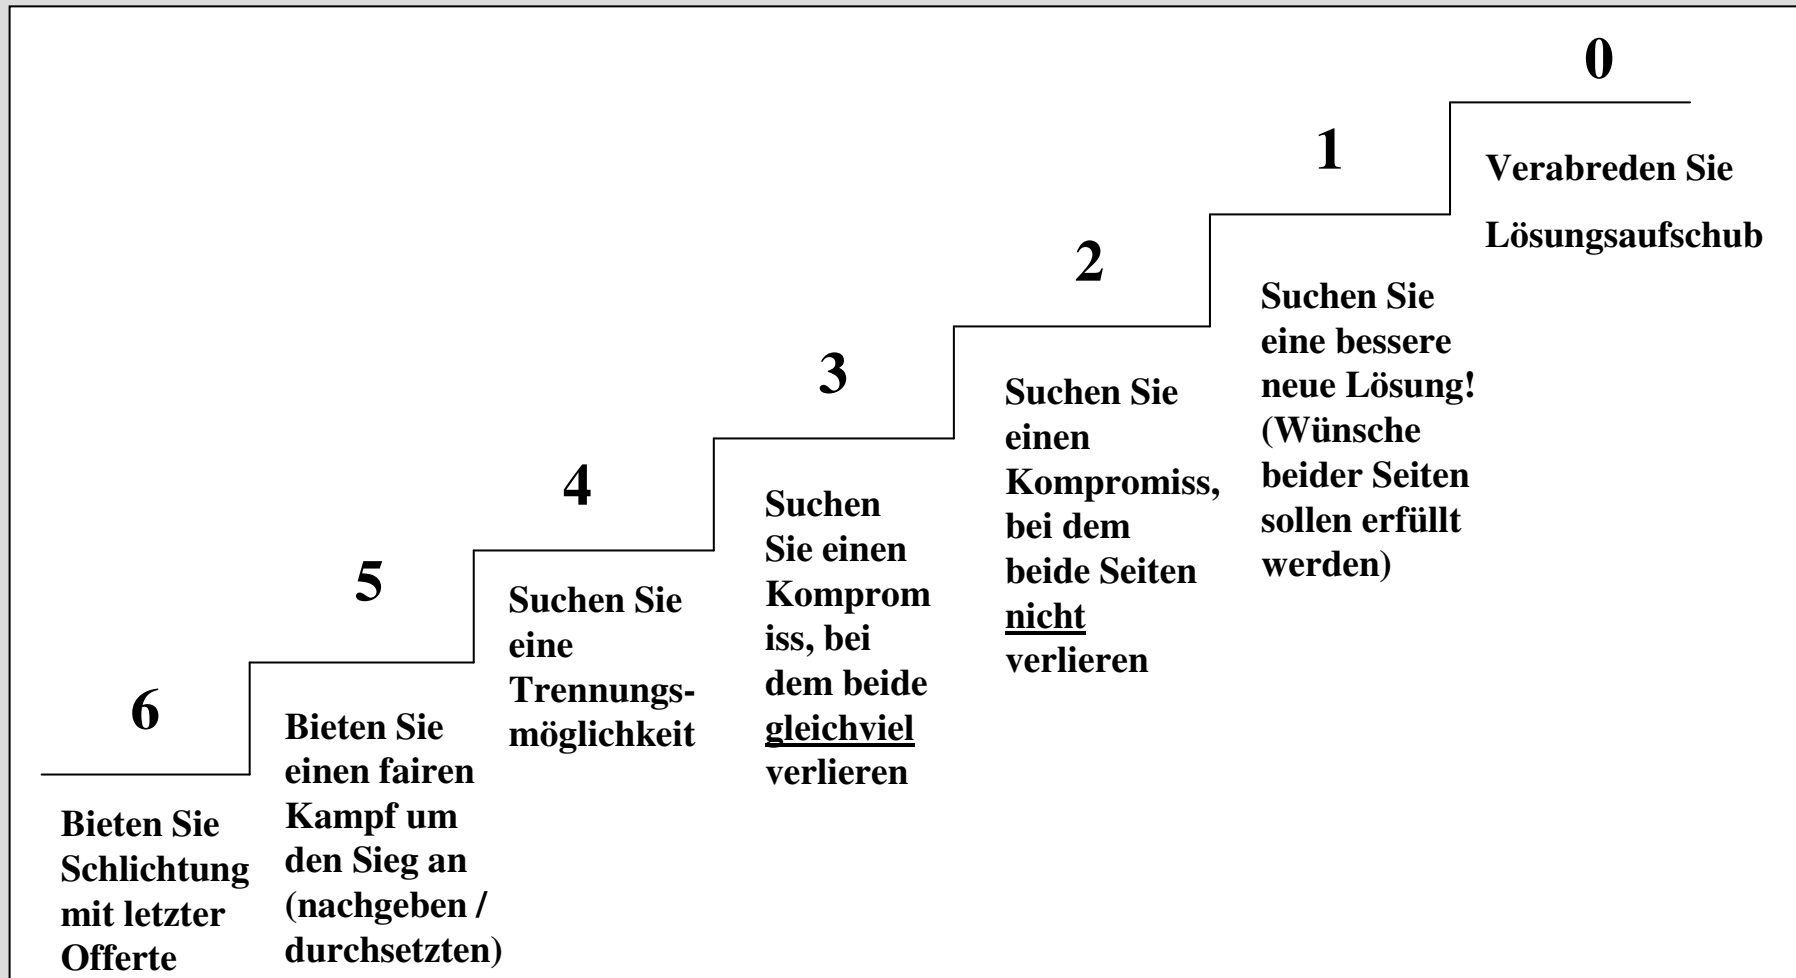 0
Verabreden Sie
Lösungsaufschub
1
Suchen Sie
eine bessere
neue Lösung!
(Wünsche
beider Seiten
sollen erfüllt
werden)
2
Suchen Sie
einen
Kompromiss,
bei dem
beide Seiten
nicht
verlieren
3
Suchen
Sie einen
Komprom
iss, bei
dem beide
gleichviel
verlieren
4
Suchen Sie
eine
Trennungs-
möglichkeit
5
Bieten Sie
einen fairen
Kampf um
den Sieg an
(nachgeben /
durchsetzten)
6
Bieten Sie
Schlichtung
mit letzter
Offerte